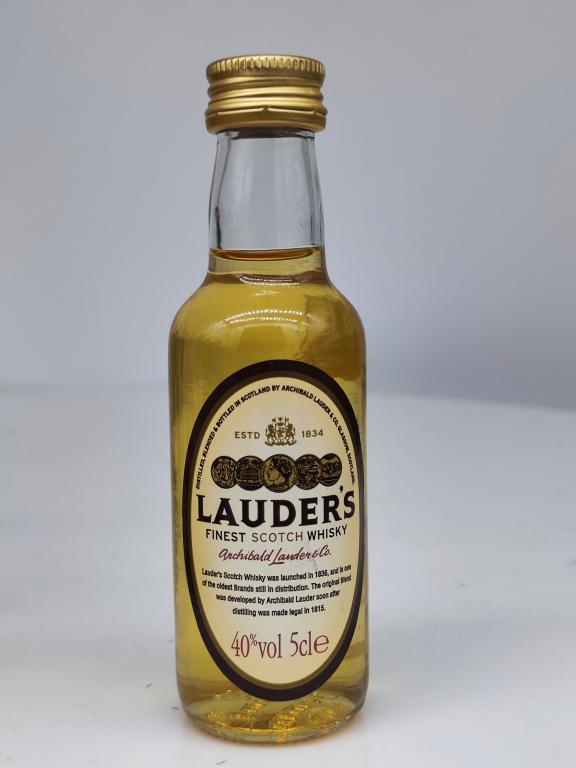 DISTILLED, BLENDED & BOTTLED IN SCOTLAND BY ARCHIBALD LAUDER & CO. GLASGOW, SCOTLAND.
ESTD 1834
LAUDER'S
FINEST SCOTCH WHISKY
Archibald Lauder & Co.
Lauder's Scotch Whisky was launched in 1836, and is one
of the oldest Brands still in distribution. The original Blend
was developed by Archibald Lauder soon after
distilling was made legal in 1815.
40%vol 5cl e